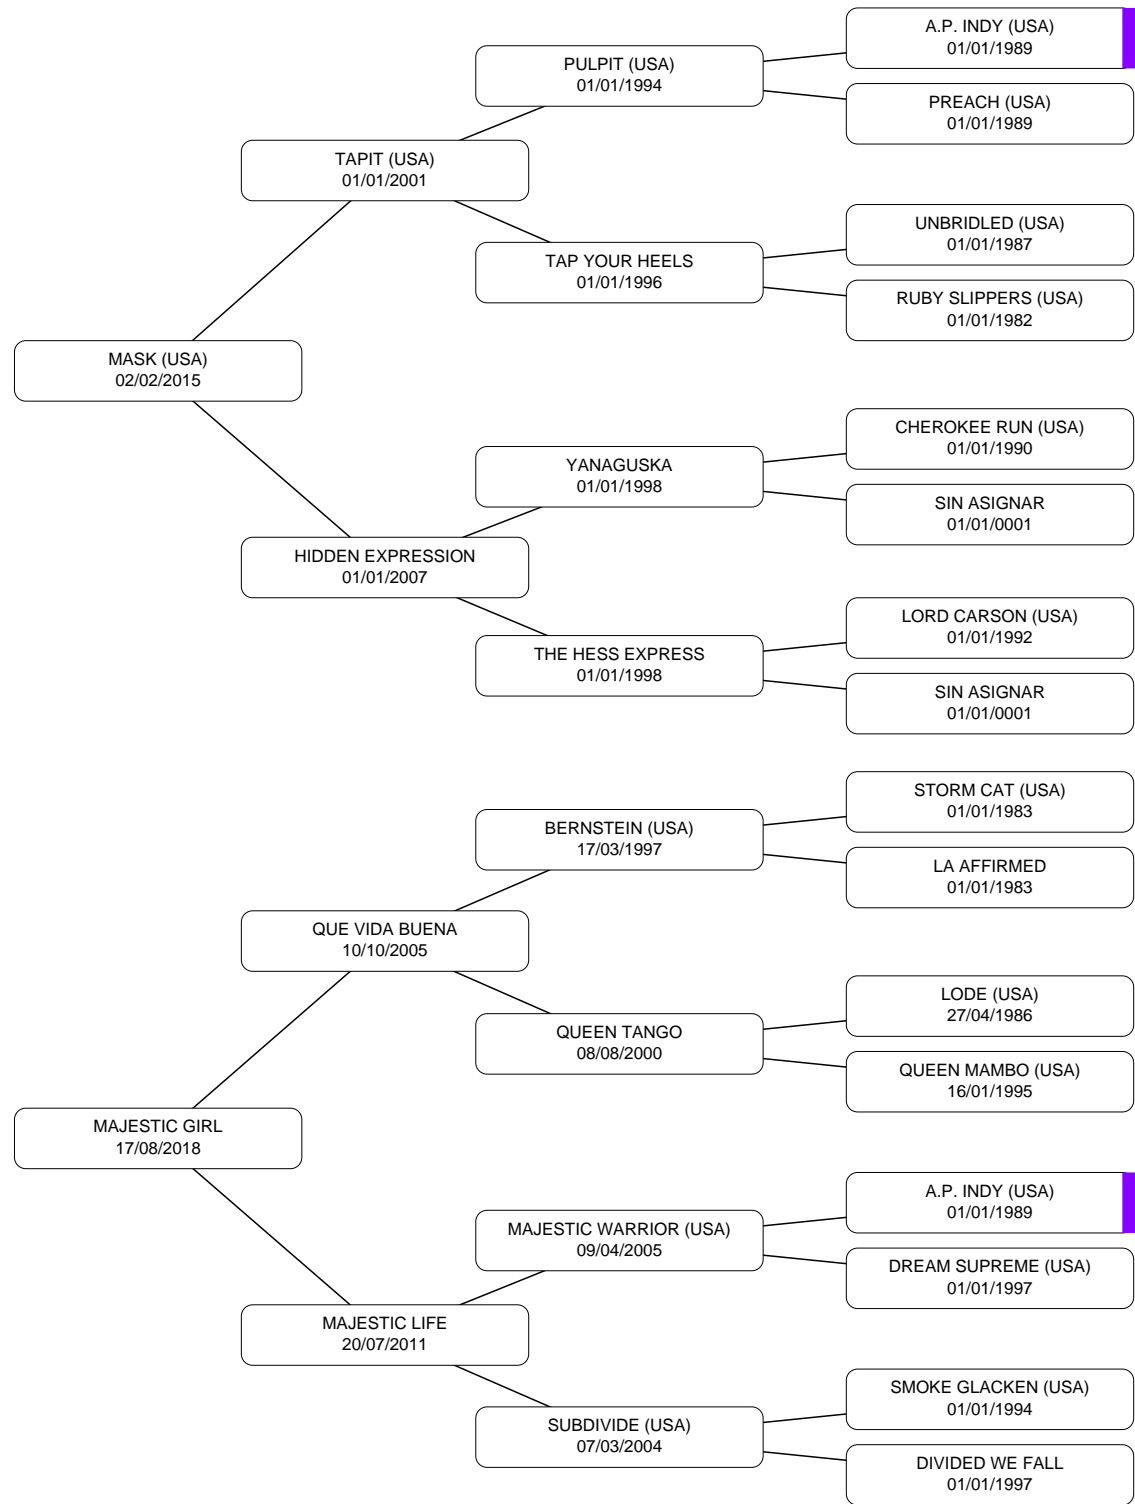 A.P. INDY (USA)
01/01/1989
PULPIT (USA)
01/01/1994
PREACH (USA)
01/01/1989
TAPIT (USA)
01/01/2001
UNBRIDLED (USA)
01/01/1987
TAP YOUR HEELS
01/01/1996
RUBY SLIPPERS (USA)
01/01/1982
MASK (USA)
02/02/2015
CHEROKEE RUN (USA)
01/01/1990
YANAGUSKA
01/01/1998
SIN ASIGNAR
01/01/0001
HIDDEN EXPRESSION
01/01/2007
LORD CARSON (USA)
01/01/1992
THE HESS EXPRESS
01/01/1998
SIN ASIGNAR
01/01/0001
STORM CAT (USA)
01/01/1983
BERNSTEIN (USA)
17/03/1997
LA AFFIRMED
01/01/1983
QUE VIDA BUENA
10/10/2005
LODE (USA)
27/04/1986
QUEEN TANGO
08/08/2000
QUEEN MAMBO (USA)
16/01/1995
MAJESTIC GIRL
17/08/2018
A.P. INDY (USA)
01/01/1989
MAJESTIC WARRIOR (USA)
09/04/2005
DREAM SUPREME (USA)
01/01/1997
MAJESTIC LIFE
20/07/2011
SMOKE GLACKEN (USA)
01/01/1994
SUBDIVIDE (USA)
07/03/2004
DIVIDED WE FALL
01/01/1997